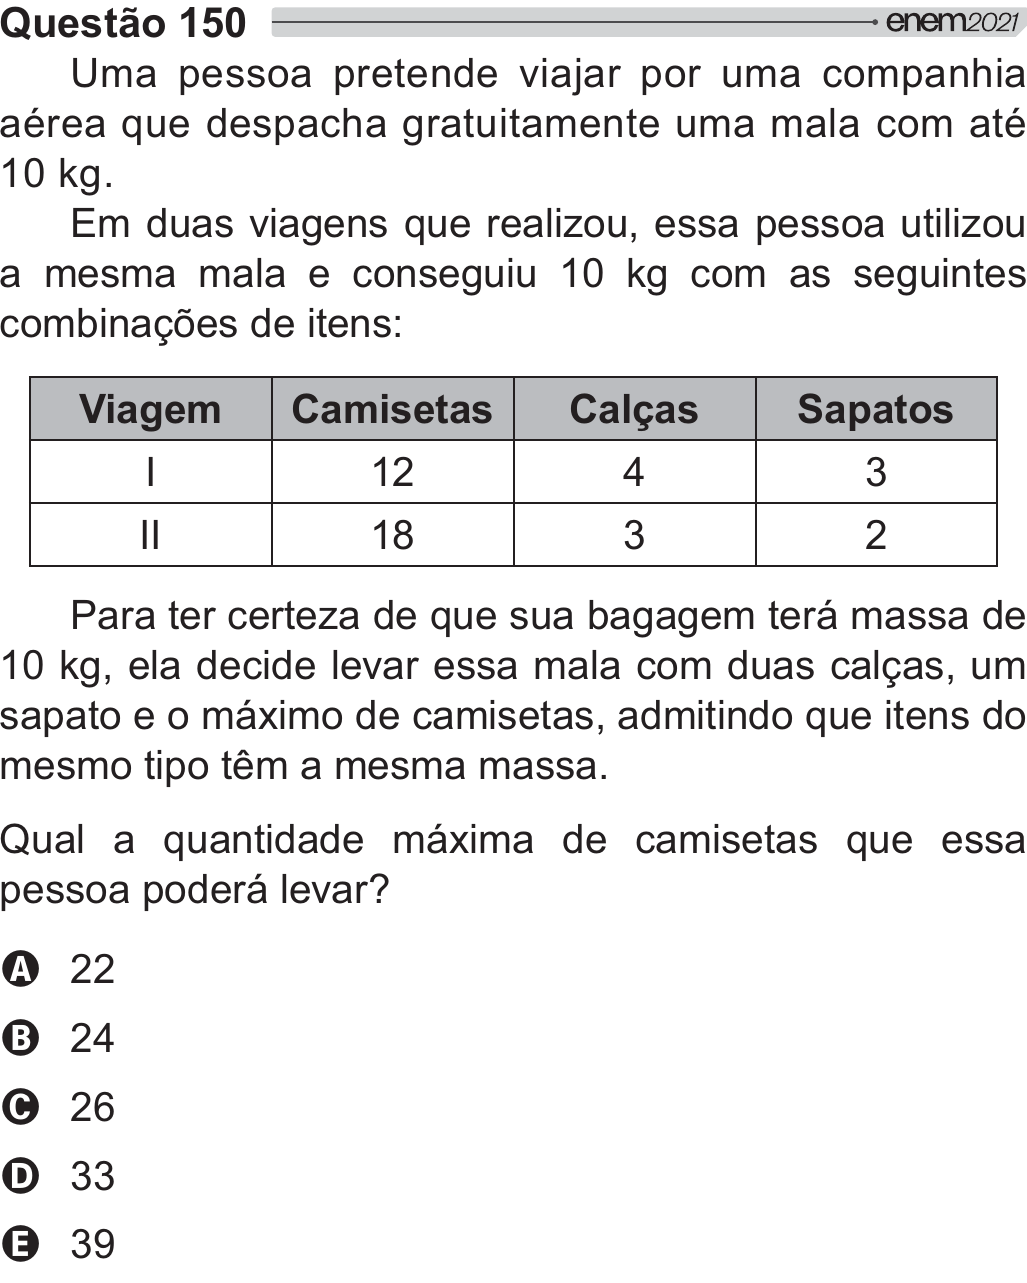 Questão 150 enem2021
Uma pessoa pretende viajar por uma companhia
aérea que despacha gratuitamente uma mala com até
10 kg.
Em duas viagens que realizou, essa pessoa utilizou
a mesma mala e conseguiu 10 kg com as seguintes
combinações de itens:
Viagem Camisetas Calças Sapatos
I 12 4 3
II 18 3 2
Para ter certeza de que sua bagagem terá massa de
10 kg, ela decide levar essa mala com duas calças, um
sapato e o máximo de camisetas, admitindo que itens do
mesmo tipo têm a mesma massa.
Qual a quantidade máxima de camisetas que essa
pessoa poderá levar?
A 22
B 24
C 26
D 33
E 39